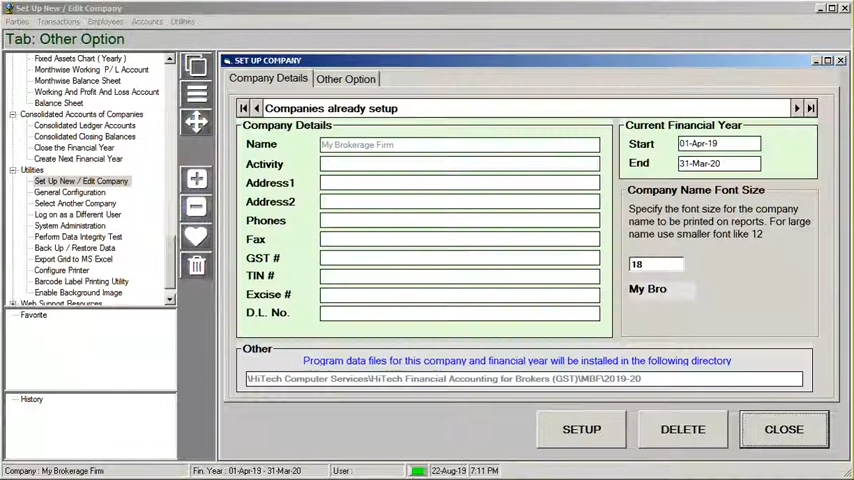 Set Up New / Edit Company
Parties Transactions Employees Accounts Utilities
Tab: Other Option
Fixed Assets Chart ( Yearly )
Monthwise Working P/ L Account
Monthwise Balance Sheet
Working And Profit And Loss Account
Balance Sheet
Consolidated Accounts of Companies
Consolidated Ledger Accounts
Consolidated Closing Balances
Close the Financial Year
Create Next Financial Year
Utilities
Set Up New / Edit Company
General Configuration
Select Another Company
Log on as a Different User
System Administration
Perform Data Integrity Test
Back Up / Restore Data
Export Grid to MS Excel
Configure Printer
Barcode Label Printing Utility
Enable Background Image
Web Support Resources
Favorite
History
SET UP COMPANY
Company Details Other Option
Companies already setup
Company Details
Name My Brokerage Firm
Activity
Address1
Address2
Phones
Fax
GST #
TIN #
Excise #
D.L. No.
Current Financial Year
Start 01-Apr-19
End 31-Mar-20
Company Name Font Size
Specify the font size for the company
name to be printed on reports. For large
name use smaller font like 12
18
My Bro
Other
Program data files for this company and financial year will be installed in the following directory
\HiTech Computer Services\HiTech Financial Accounting for Brokers (GST)\MBF\2019-20
SETUP DELETE CLOSE
Company : My Brokerage Firm Fin. Year : 01-Apr-19 - 31-Mar-20 User : 22-Aug-19 7:11 PM